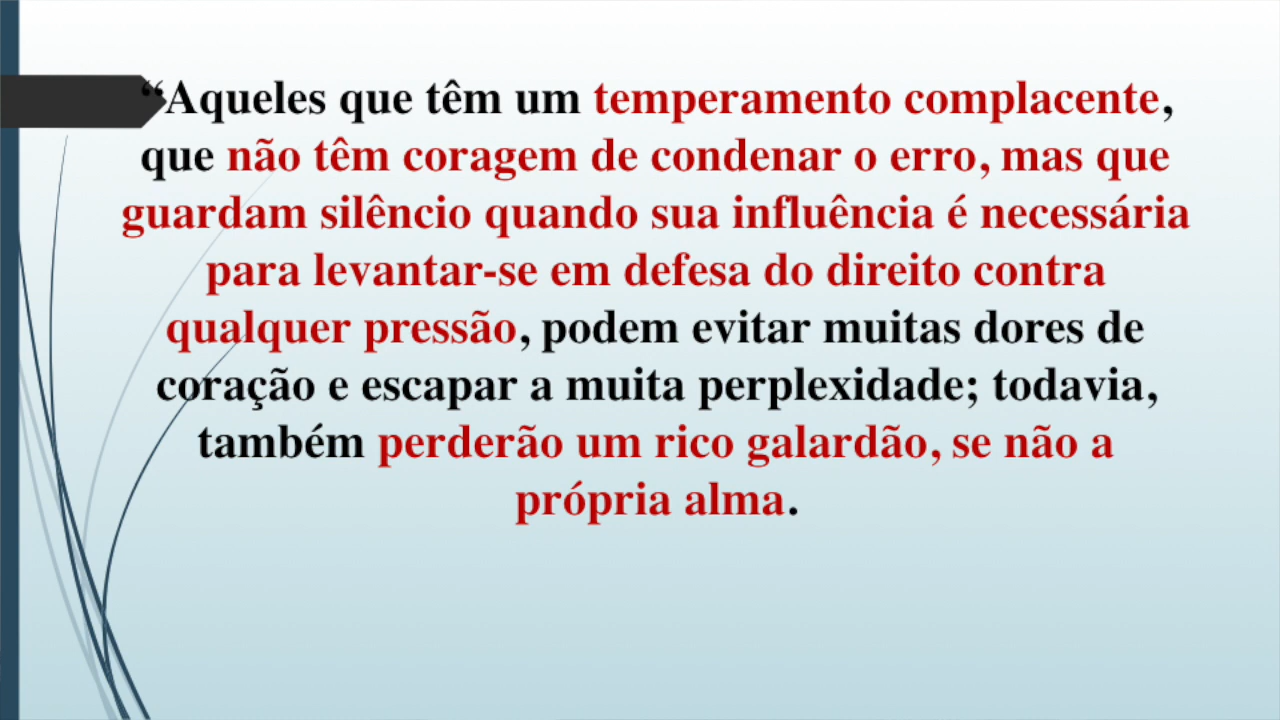 “Aqueles que têm um temperamento complacente,
que não têm coragem de condenar o erro, mas que
guardam silêncio quando sua influência é necessária
para levantar-se em defesa do direito contra
qualquer pressão, podem evitar muitas dores de
coração e escapar a muita perplexidade; todavia,
também perderão um rico galardão, se não a
própria alma.